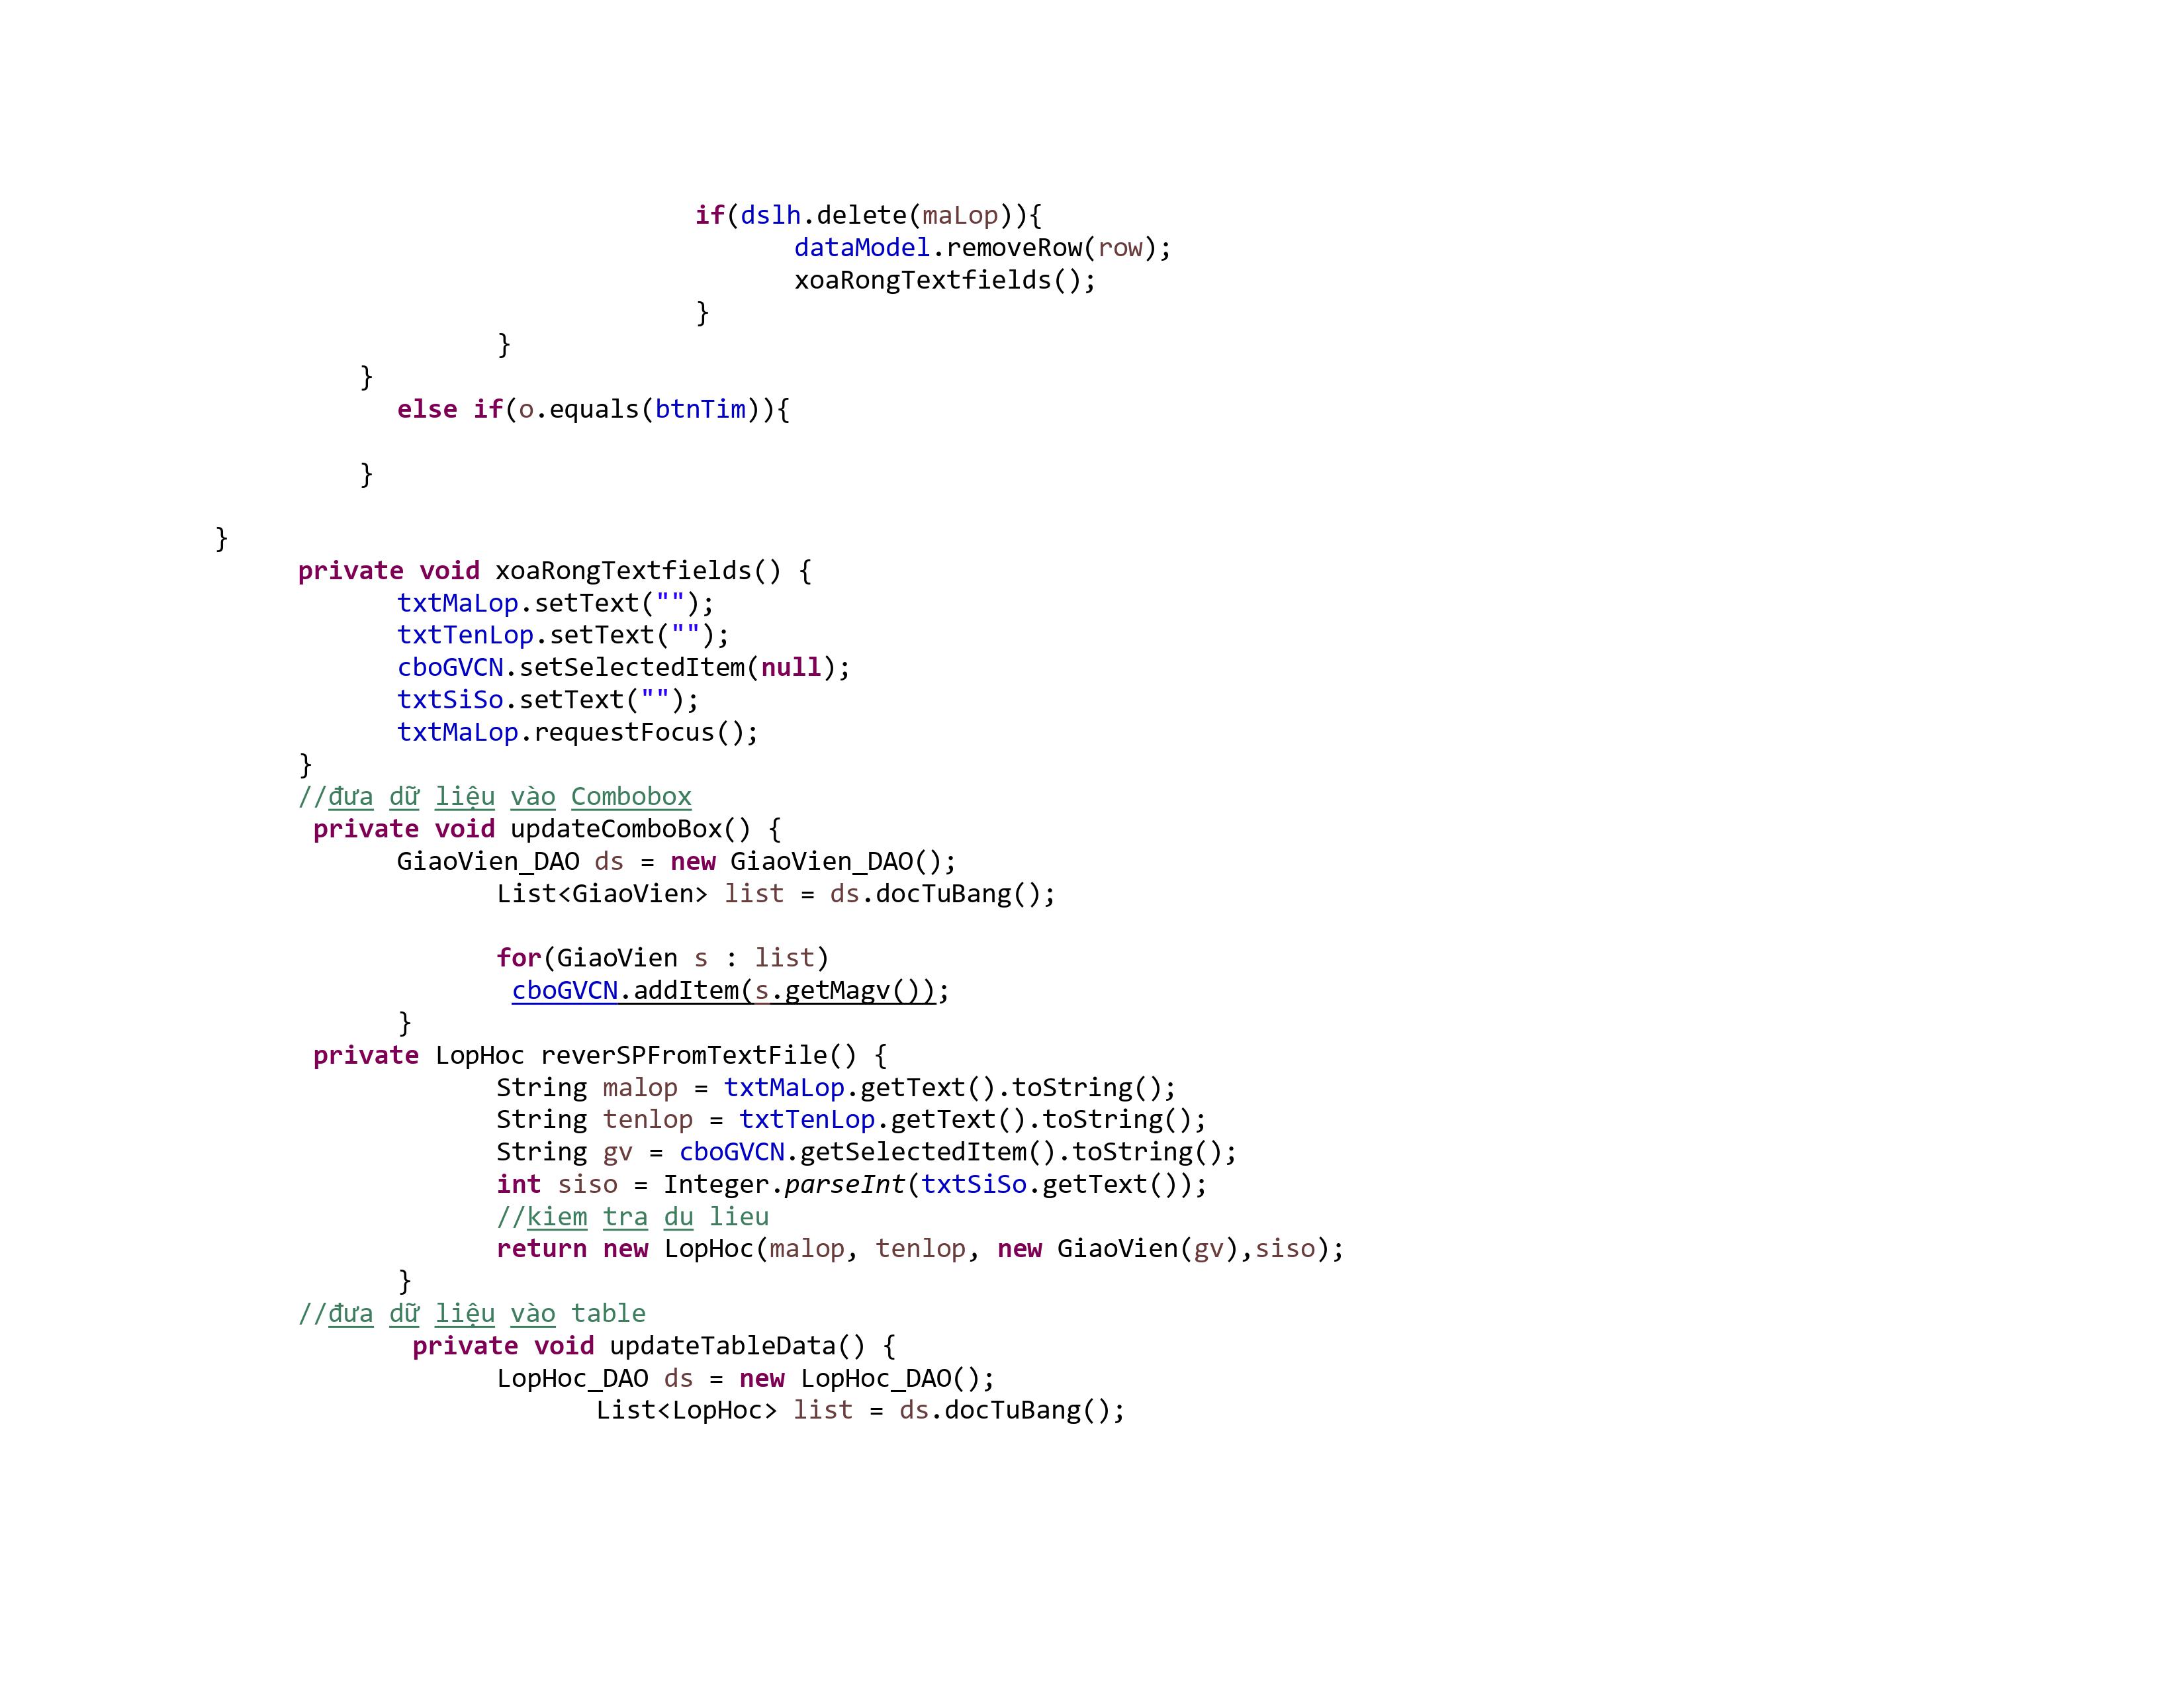 if(dslh.delete(maLop)){
dataModel.removeRow(row);
xoaRongTextfields();
}
}
}
else if(o.equals(btnTim)){
}
}
private void xoaRongTextfields() {
txtMaLop.setText("");
txtTenLop.setText("");
cboGVCN.setSelectedItem(null);
txtSiSo.setText("");
txtMaLop.requestFocus();
}
//đưa dữ liệu vào Combobox
private void updateComboBox() {
GiaoVien_DAO ds = new GiaoVien_DAO();
List<GiaoVien> list = ds.docTuBang();
for(GiaoVien s : list)
cboGVCN.addItem(s.getMagv());
}
private LopHoc reverSPFromTextFile() {
String malop = txtMaLop.getText().toString();
String tenlop = txtTenLop.getText().toString();
String gv = cboGVCN.getSelectedItem().toString();
int siso = Integer.parseInt(txtSiSo.getText());
//kiem tra du lieu
return new LopHoc(malop, tenlop, new GiaoVien(gv),siso);
}
//đưa dữ liệu vào table
private void updateTableData() {
LopHoc_DAO ds = new LopHoc_DAO();
List<LopHoc> list = ds.docTuBang();